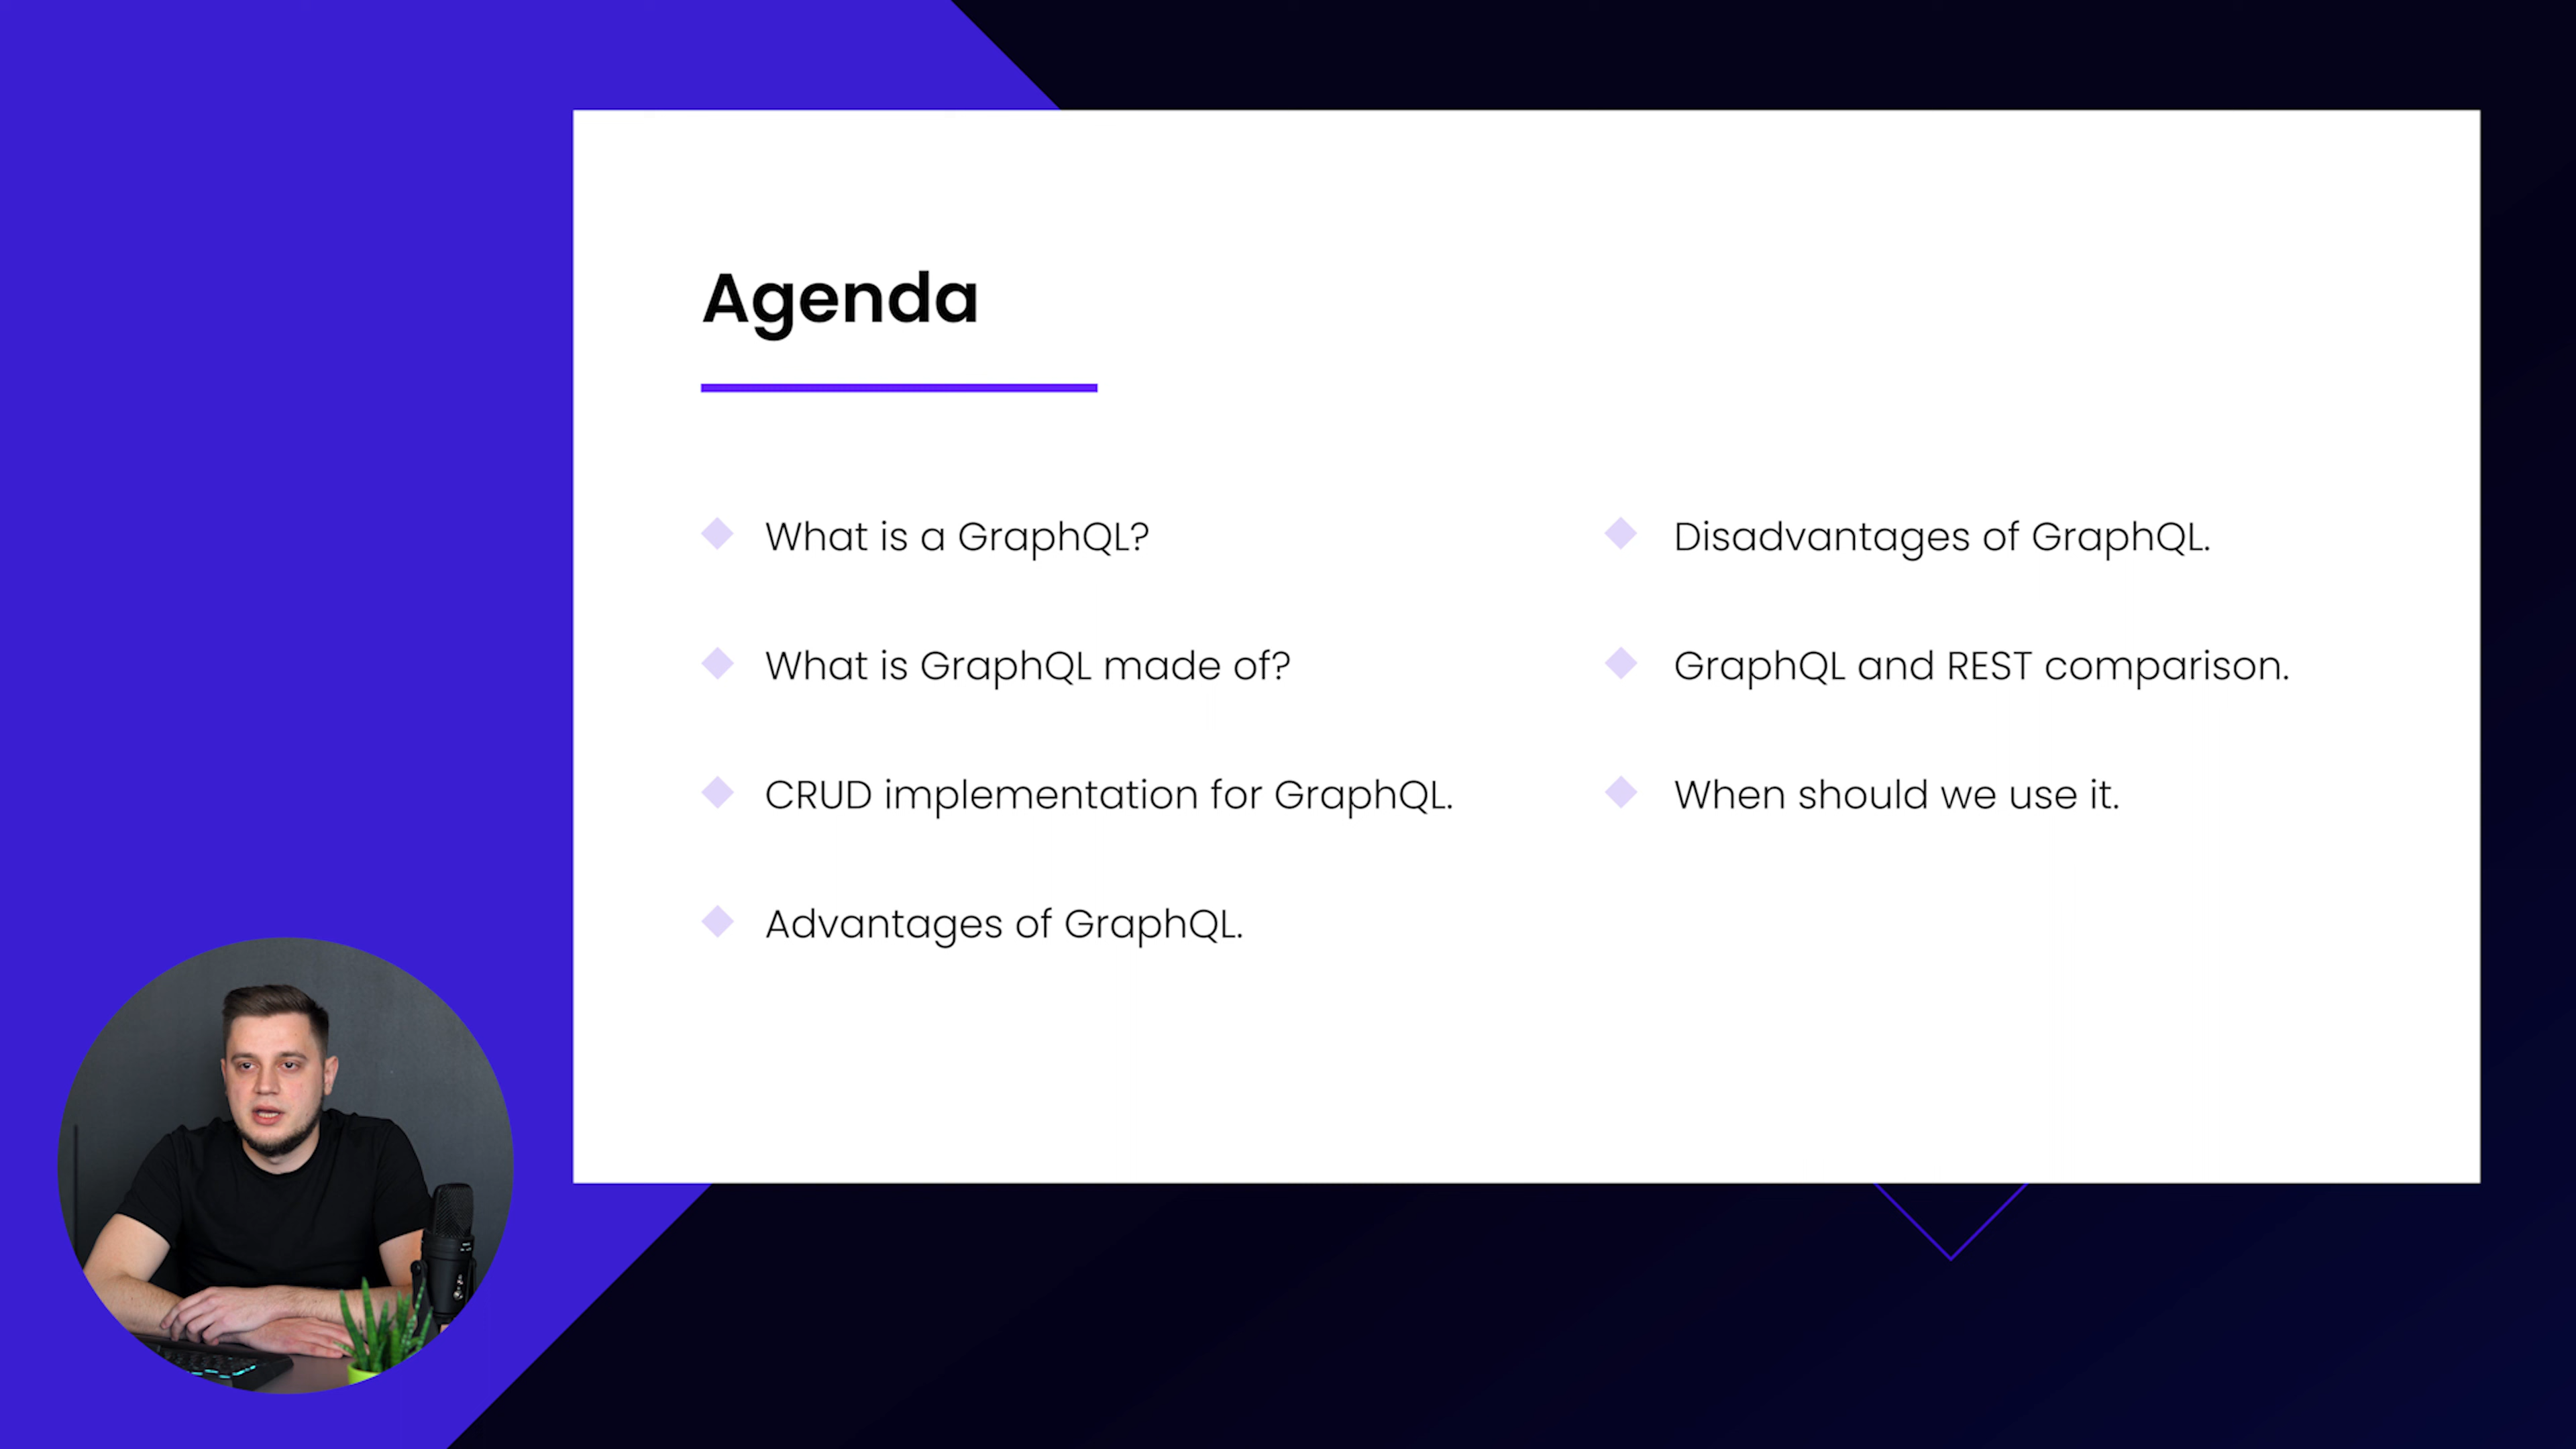 Agenda
What is a GraphQL?
What is GraphQL made of?
CRUD implementation for GraphQL.
Advantages of GraphQL.
Disadvantages of GraphQL.
GraphQL and REST comparison.
When should we use it.